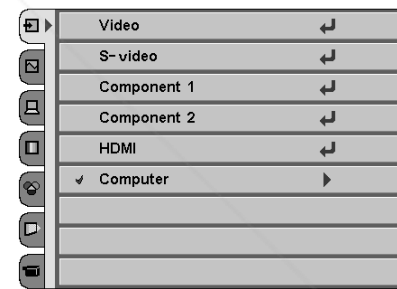 Video
S-video
Component 1
Component 2
HDMI
Computer